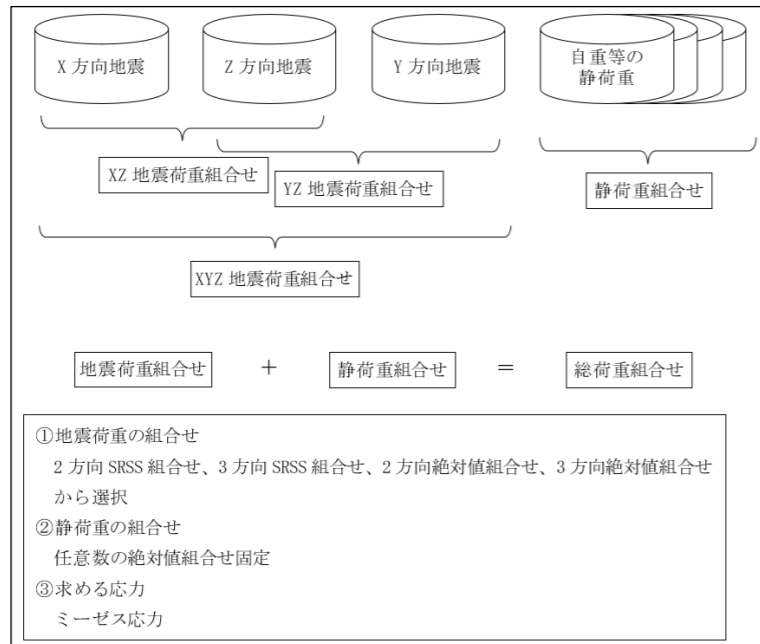 X 方向地震
Z 方向地震
Y 方向地震
自重等の
静荷重
XZ 地震荷重組合せ
YZ 地震荷重組合せ
静荷重組合せ
XYZ 地震荷重組合せ
地震荷重組合せ + 静荷重組合せ = 総荷重組合せ
①地震荷重の組合せ
2 方向 SRSS 組合せ、3 方向 SRSS 組合せ、2 方向絶対値組合せ、3 方向絶対値組合せ
から選択
②静荷重の組合せ
任意数の絶対値組合せ固定
③求める応力
ミーゼス応力